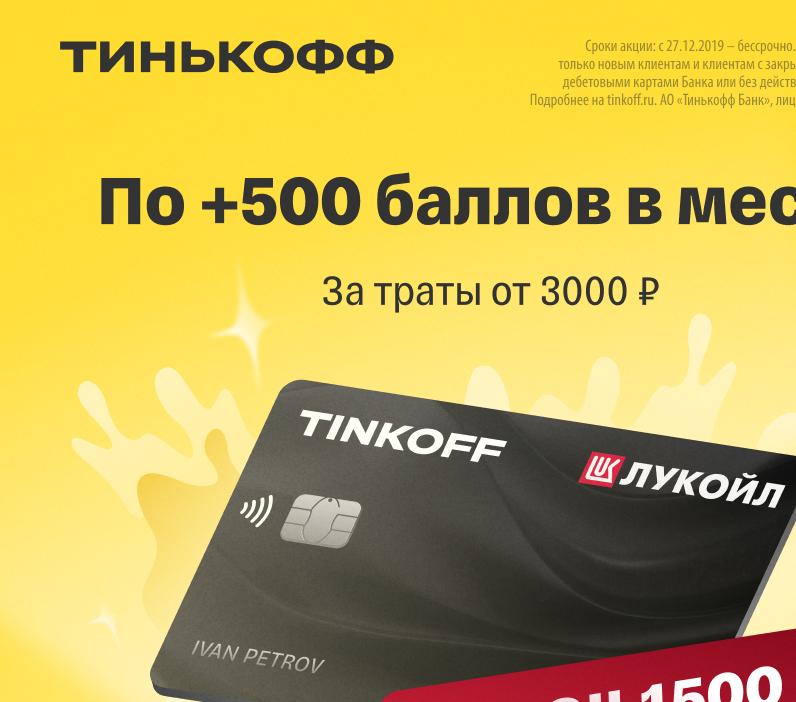 ТИНЬКОФФ
Сроки акции: с 27.12.2019 – бессрочно.
только новым клиентам и клиентам с закры
дебетовыми картами Банка или без действ
Подробнее на tinkoff.ru. АО «Тинькофф Банк», лиц
По +500 баллов в мес
За траты от 3000 ₽
TINKOFF
ЛУКОЙЛ
IVAN PETROV
1500